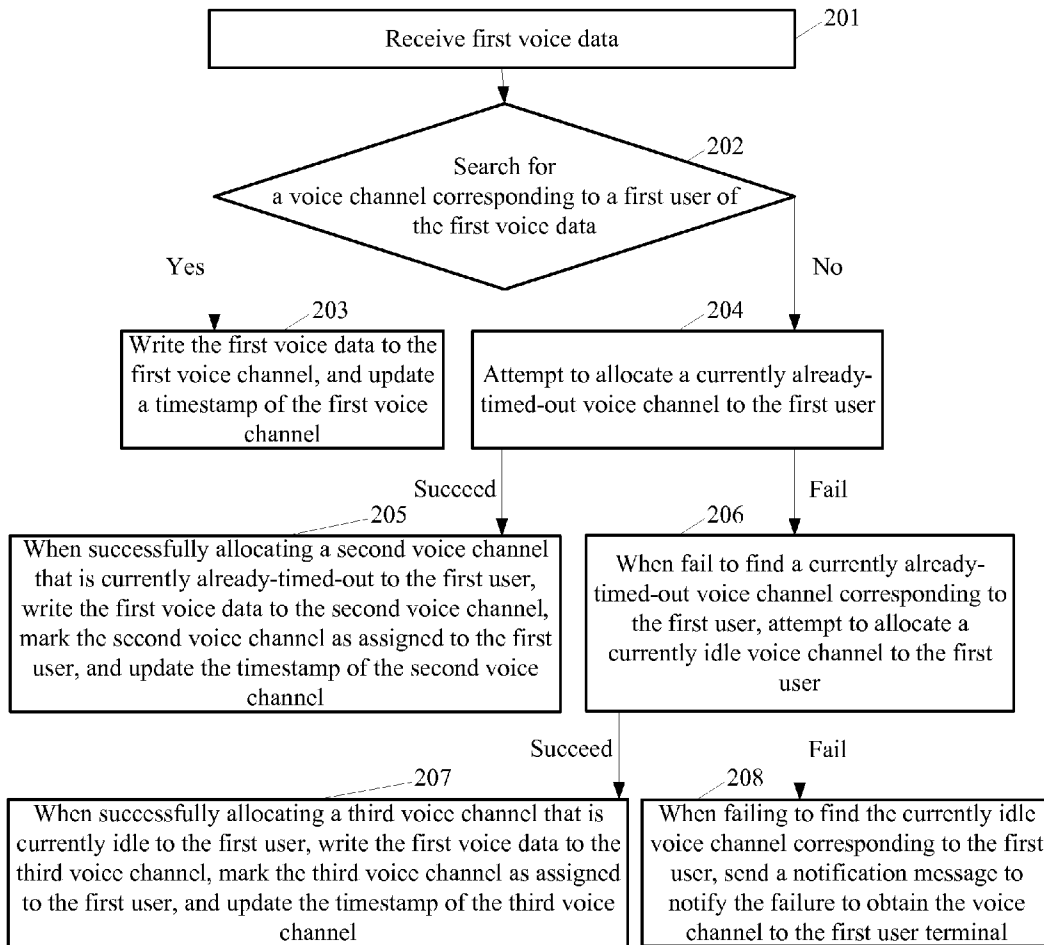 201
Receive first voice data
202
Search for
a voice channel corresponding to a first user of
the first voice data
Yes
No
203
Write the first voice data to the
first voice channel, and update
a timestamp of the first voice
channel
204
Attempt to allocate a currently already-
timed-out voice channel to the first user
Succeed
Fail
205
When successfully allocating a second voice channel
that is currently already-timed-out to the first user,
write the first voice data to the second voice channel,
mark the second voice channel as assigned to the first
user, and update the timestamp of the second voice
channel
206
When fail to find a currently already-
timed-out voice channel corresponding to
the first user, attempt to allocate a
currently idle voice channel to the first
user
Succeed
Fail
207
When successfully allocating a third voice channel that is
currently idle to the first user, write the first voice data to the
third voice channel, mark the third voice channel as assigned
to the first user, and update the timestamp of the third voice
channel
208
When failing to find the currently idle
voice channel corresponding to the first
user, send a notification message to
notify the failure to obtain the voice
channel to the first user terminal